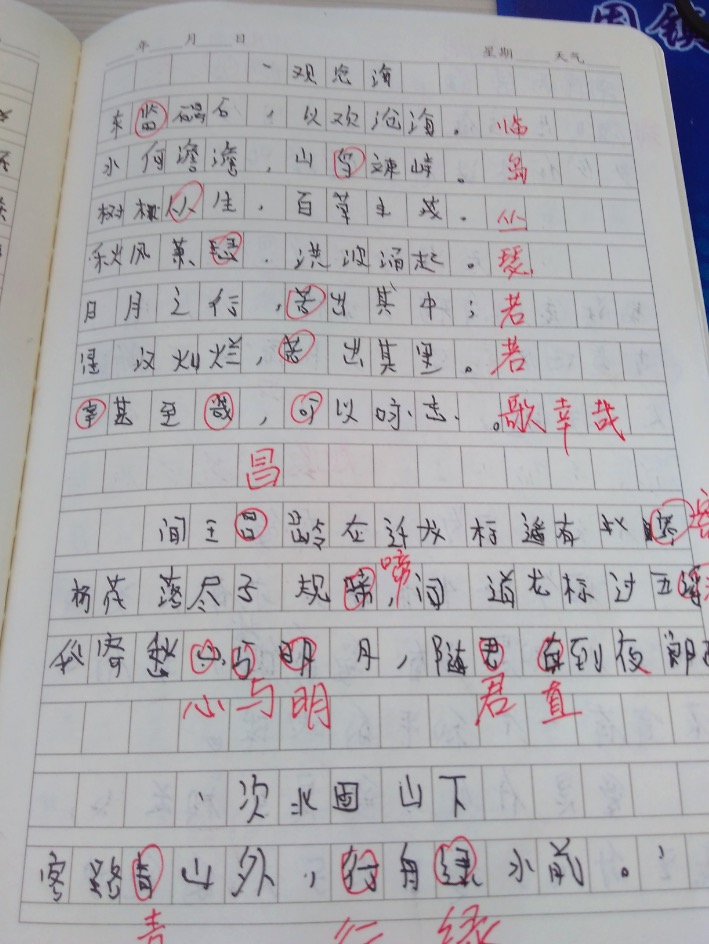 年 月 日 星期 天气
观沧海
东临碣石,以观沧海。临
水何澹澹,山岛竦峙。岛
树木丛生,百草丰茂。丛
秋风萧瑟,洪波涌起。瑟
日月之行,若出其中;若
星汉灿烂,若出其里。若
幸甚至哉,可以咏志。歌幸哉
昌
闻王昌龄左迁龙标遥有此
杨花落尽子规啼,闻道龙标过五溪
啼
我寄愁心与明月,随君直到夜郎西
心与明 君直
次北固山下
客路青山外,行舟绿水前。
青 行 绿